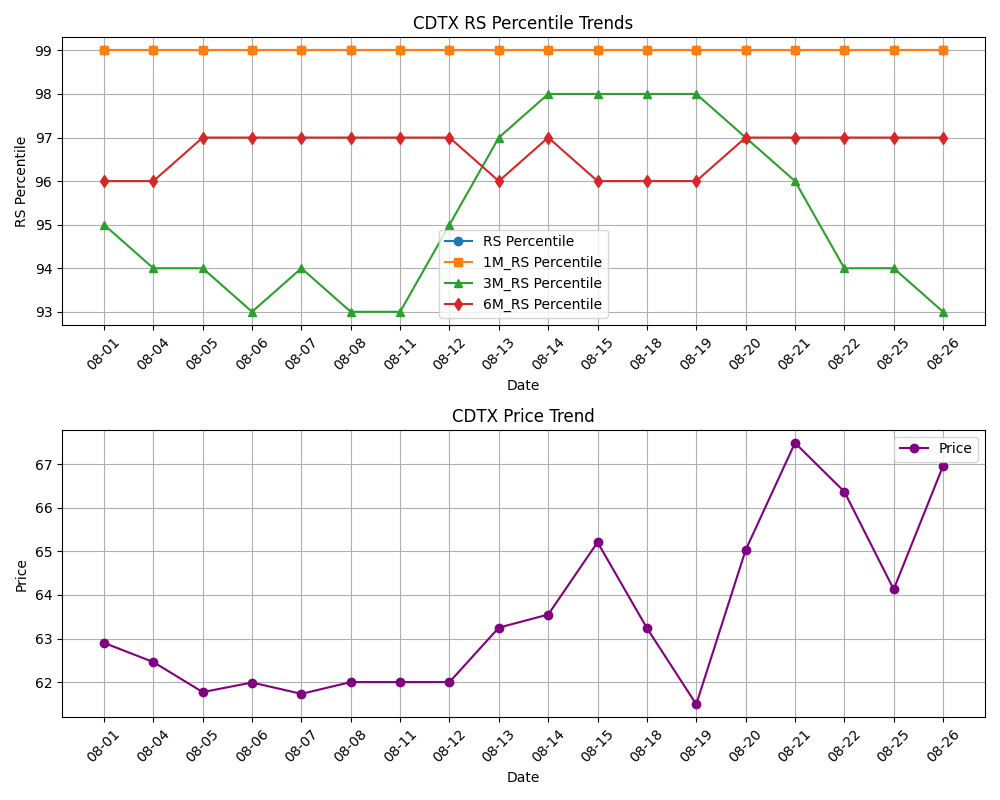 CDTX RS Percentile Trends
99
98
97
96
95
94
93
RS Percentile
RS Percentile
1M_RS Percentile
3M_RS Percentile
6M_RS Percentile
08-01 08-04 08-05 08-06 08-07 08-08 08-11 08-12 08-13 08-14 08-15 08-18 08-19 08-20 08-21 08-22 08-25 08-26
Date
CDTX Price Trend
67
66
65
64
63
62
Price
Price
08-01 08-04 08-05 08-06 08-07 08-08 08-11 08-12 08-13 08-14 08-15 08-18 08-19 08-20 08-21 08-22 08-25 08-26
Date